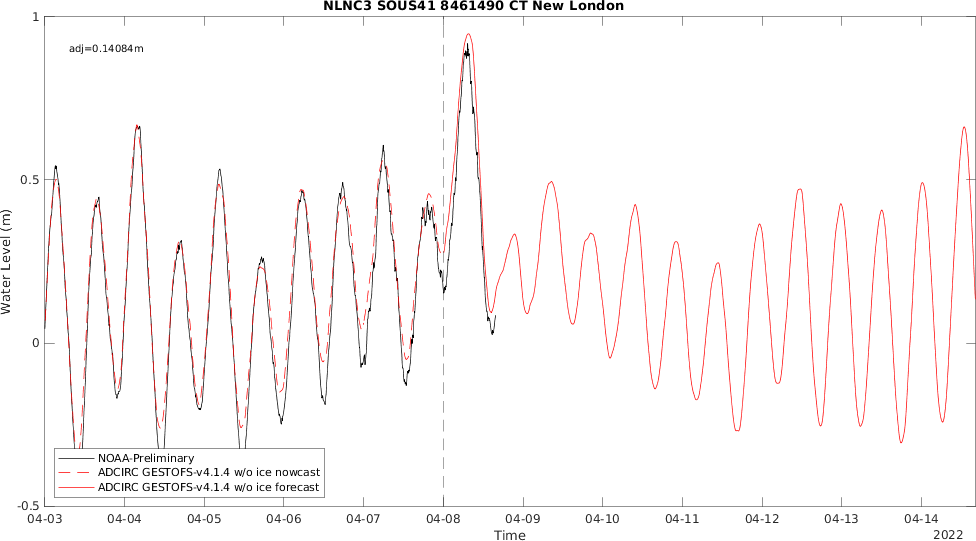 NLNC3 SOUS41 8461490 CT New London
adj=0.14084m
Water Level (m)
1
0.5
0
-0.5
NOAA-Preliminary
ADCIRC GESTOFS-v4.1.4 w/o ice nowcast
ADCIRC GESTOFS-v4.1.4 w/o ice forecast
04-03 04-04 04-05 04-06 04-07 04-08 04-09 04-10 04-11 04-12 04-13 04-14
Time
2022